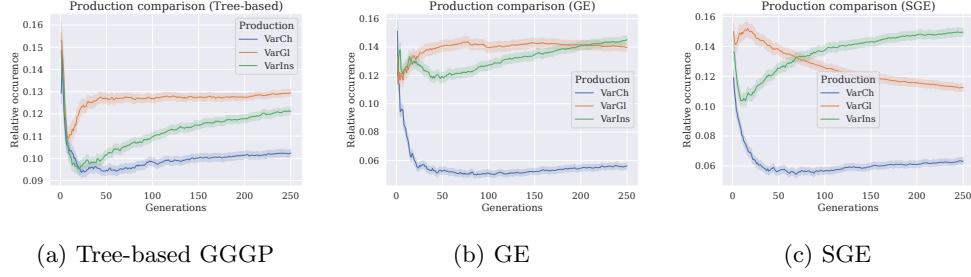 Production comparison (Tree-based)
Relative occurrence
0.16
0.15
0.14
0.13
0.12
0.11
0.10
0.09
Production
VarCh
VarGl
VarIns
0
50
100
150
200
250
Generations
(a) Tree-based GGGP
Production comparison (GE)
Relative occurrence
0.16
0.14
0.12
0.10
0.08
0.06
Production
VarCh
VarGl
VarIns
0
50
100
150
200
250
Generations
(b) GE
Production comparison (SGE)
Relative occurrence
0.16
0.14
0.12
0.10
0.08
0.06
Production
VarCh
VarGl
VarIns
0
50
100
150
200
250
Generations
(c) SGE